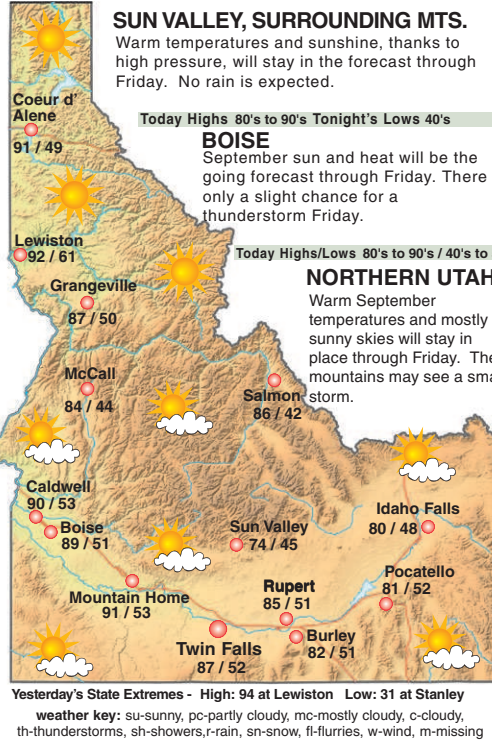 SUN VALLEY, SURROUNDING MTS.
Warm temperatures and sunshine, thanks to
high pressure, will stay in the forecast through
Friday. No rain is expected.
Today Highs 80's to 90's Tonight's Lows 40's
BOISE
September sun and heat will be the
going forecast through Friday. There
only a slight chance for a
thunderstorm Friday.
Today Highs/Lows 80's to 90's / 40's to
NORTHERN UTAH
Warm September
temperatures and mostly
sunny skies will stay in
place through Friday. The
mountains may see a sma
storm.
Coeur d'
Alene
91 / 49
Lewiston
92 / 61
Grangeville
87 / 50
McCall
84 / 44
Salmon
86 / 42
Caldwell
90 / 53
Boise
89 / 51
Sun Valley
74 / 45
Idaho Falls
80 / 48
Mountain Home
91 / 53
Rupert
85 / 51
Pocatello
81 / 52
Twin Falls
87 / 52
Burley
82 / 51
Yesterday's State Extremes - High: 94 at Lewiston Low: 31 at Stanley
weather key: su-sunny, pc-partly cloudy, mc-mostly cloudy, c-cloudy,
th-thunderstorms, sh-showers,r-rain, sn-snow, fl-flurries, w-wind, m-missing